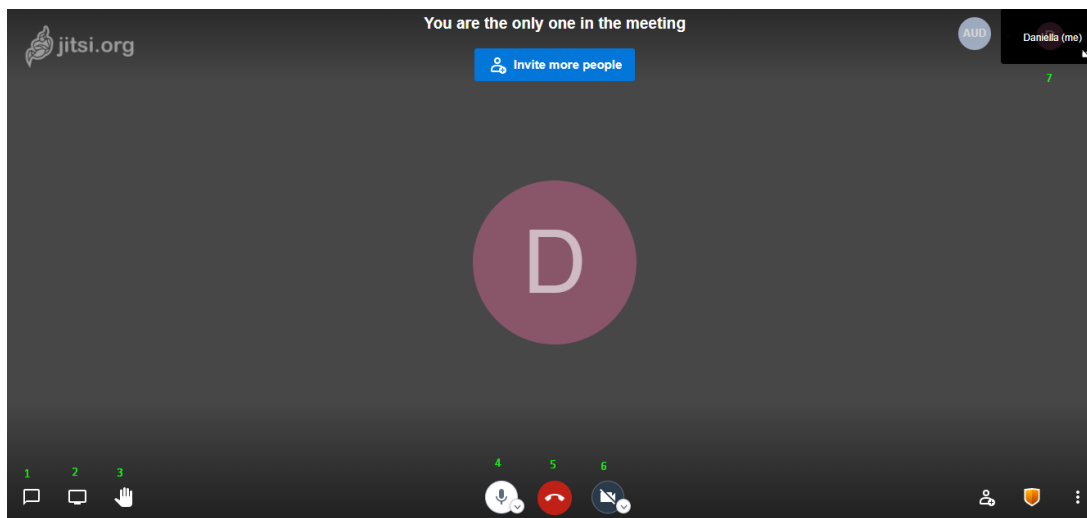 You are the only one in the meeting
jitsi.org
Invite more people
AUD
Daniella (me)
7
D
1 2 3
4 5 6